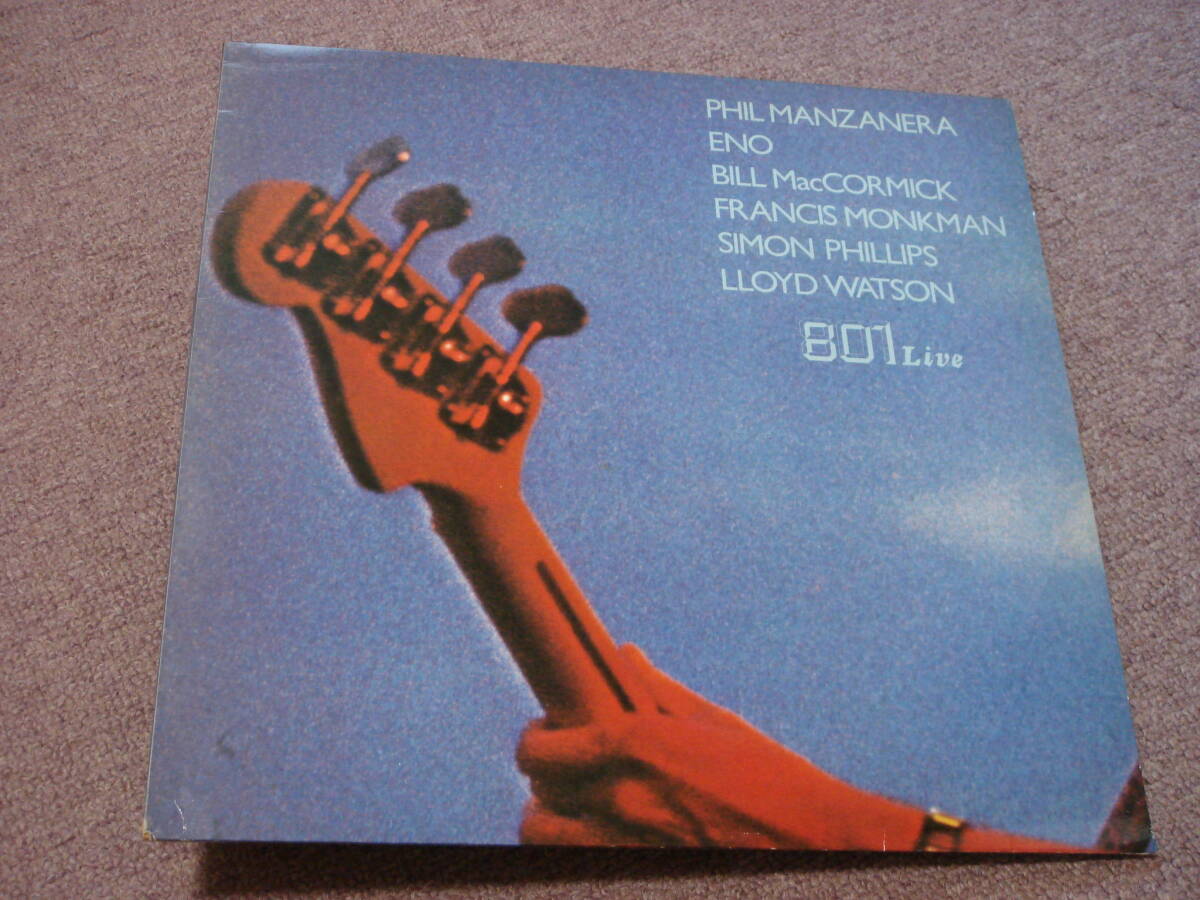 PHIL MANZANERA
ENO
BILL MacCORMICK
FRANCIS MONKMAN
SIMON PHILLIPS
LLOYD WATSON
801 Live